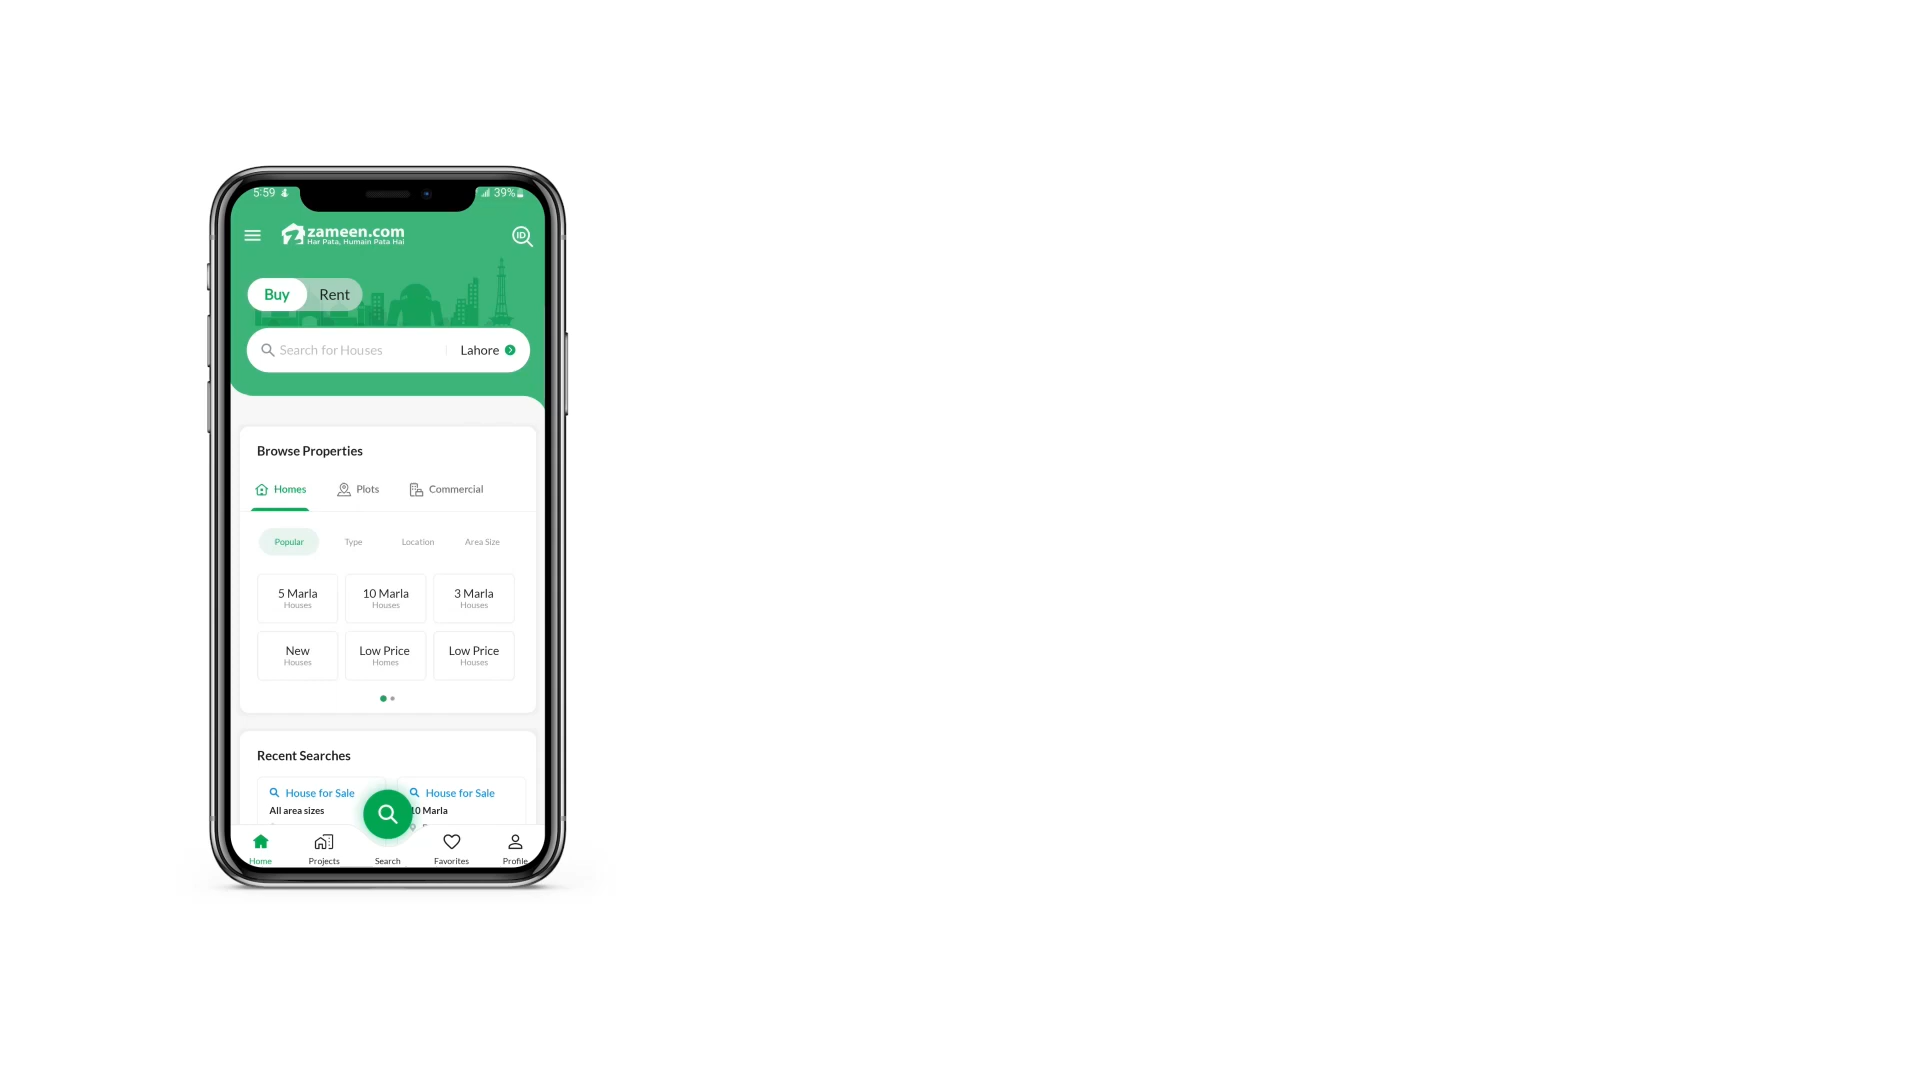 5:59
39%
zameen.com
Har Pata, Humain Pata Hai
ID
Buy
Rent
Search for Houses
Lahore
Browse Properties
Homes
Plots
Commercial
Popular
Type
Location
Area Size
5 Marla
Houses
10 Marla
Houses
3 Marla
Houses
New
Houses
Low Price
Homes
Low Price
Houses
Recent Searches
House for Sale
All area sizes
House for Sale
10 Marla
Home
Projects
Search
Favorites
Profile